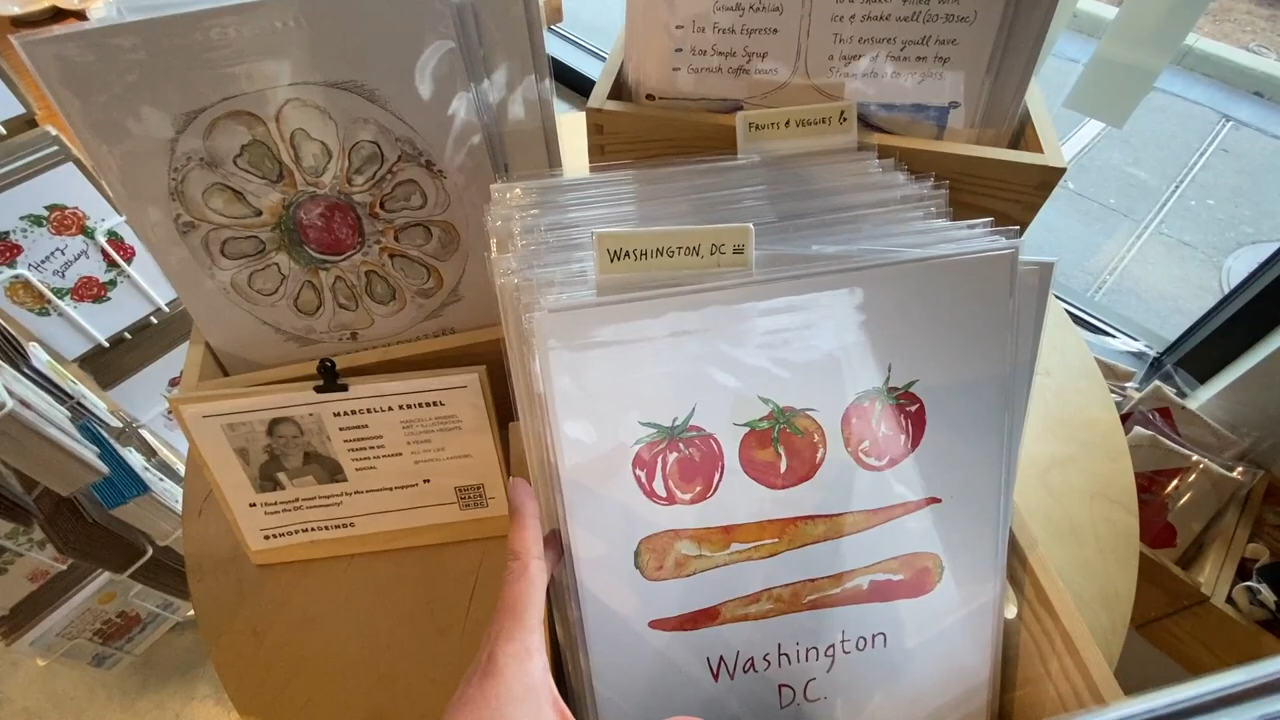 (usually Kahlúa)
1oz Fresh Espresso
½oz Simple Syrup
Garnish coffee beans
ice & shake well (20-30 sec)
This ensures you'll have
a layer of foam on top.
Strain into a coupe glass.
FRUITS & VEGGIES
WASHINGTON, DC
Happy
Birthday
OYSTERS
MARCELLA KRIEBEL
BUSINESS MARCELLA KRIEBEL
ART + ILLUSTRATION
MAKERHOOD COLUMBIA HEIGHTS
YEARS IN DC 8 YEARS
YEARS AS MAKER ALL MY LIFE
SOCIAL @MARCELLAKRIEBEL
“ I find myself most inspired by the amazing support ”
from the DC community!
SHOP
MADE
IN:DC
@SHOPMADEINDC
Washington
D.C.